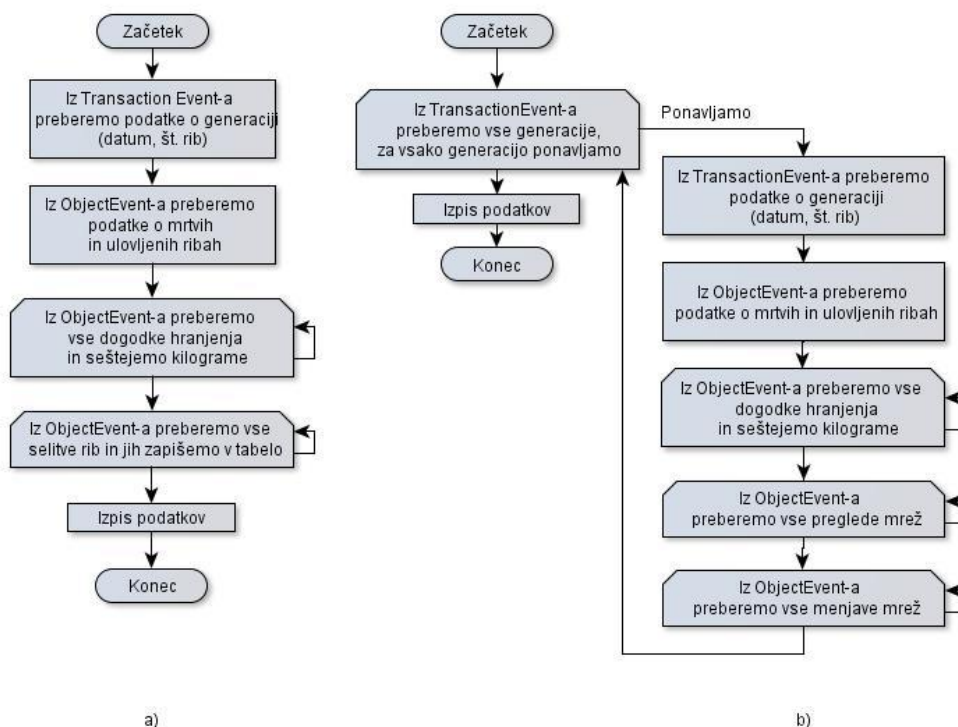 Začetek
Iz Transaction Event-a
preberemo podatke o generaciji
(datum, št. rib)
Iz ObjectEvent-a preberemo
podatke o mrtvih
in ulovljenih ribah
Iz ObjectEvent-a preberemo
vse dogodke hranjenja
in seštejemo kilograme
Iz ObjectEvent-a preberemo vse
selitve rib in jih zapišemo v tabelo
Izpis podatkov
Konec
a)
Začetek
Iz TransactionEvent-a
preberemo vse generacije,
za vsako generacijo ponavljamo
Ponavljamo
Izpis podatkov
Konec
Iz TransactionEvent-a preberemo
podatke o generaciji
(datum, št. rib)
Iz ObjectEvent-a preberemo
podatke o mrtvih in ulovljenih ribah
Iz ObjectEvent-a preberemo vse
dogodke hranjenja
in seštejemo kilograme
Iz ObjectEvent-a
preberemo vse preglede mrež
Iz ObjectEvent-a
preberemo vse menjave mrež
b)